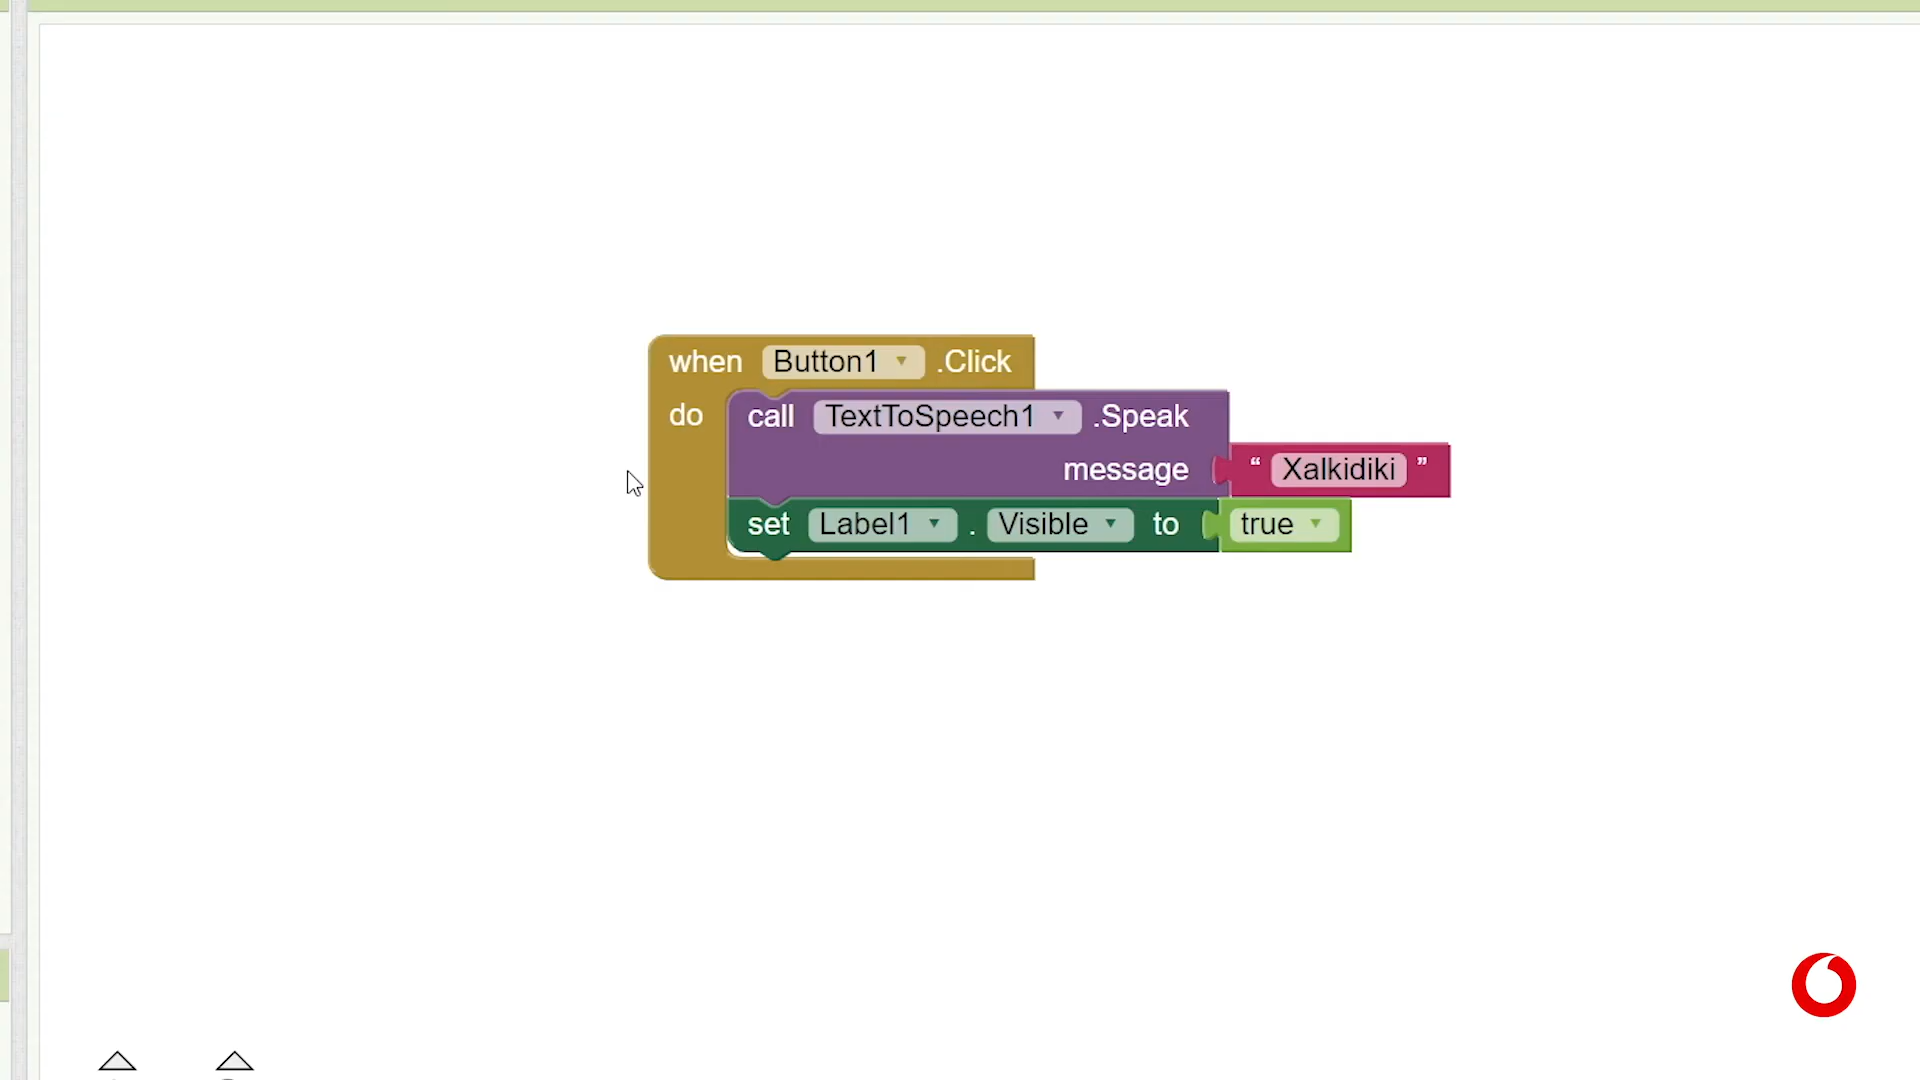 when Button1 .Click
do call TextToSpeech1 .Speak
message “ Xalkidiki ”
set Label1 . Visible to true